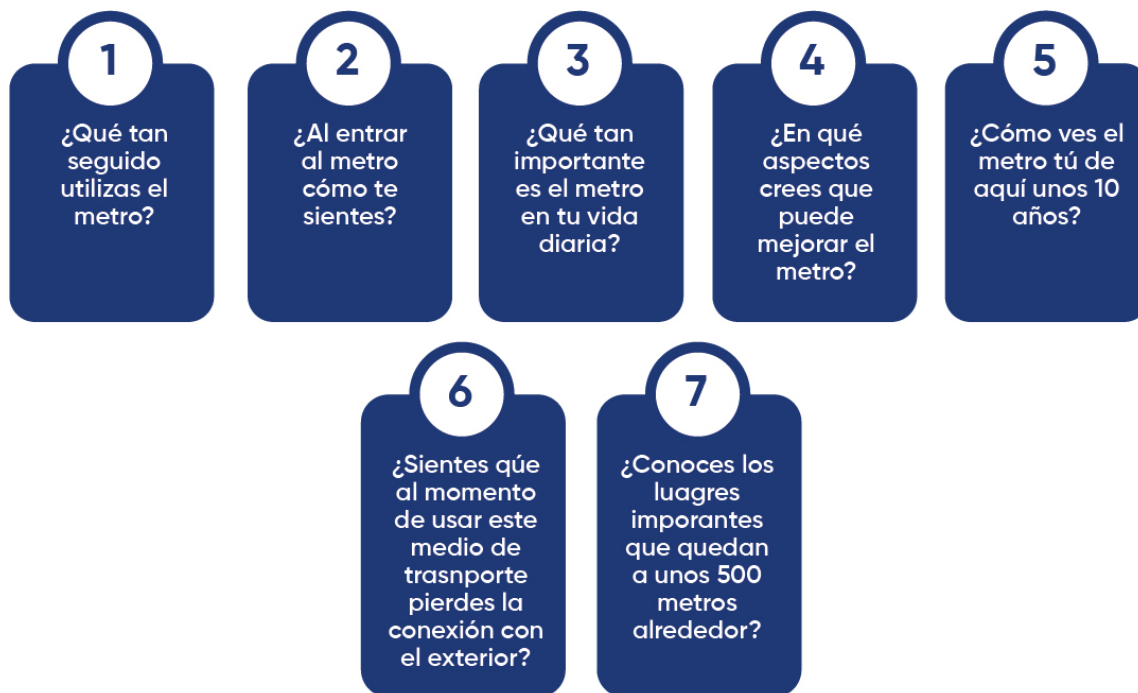 1
¿Qué tan
seguido
utilizas el
metro?
2
¿Al entrar
al metro
cómo te
sientes?
3
¿Qué tan
importante
es el metro
en tu vida
diaria?
4
¿En qué
aspectos
crees que
puede
mejorar el
metro?
5
¿Cómo ves el
metro tú de
aquí unos 10
años?
6
¿Sientes qúe
al momento
de usar este
medio de
trasnporte
pierdes la
conexión con
el exterior?
7
¿Conoces los
luagres
imporantes
que quedan
a unos 500
metros
alrededor?